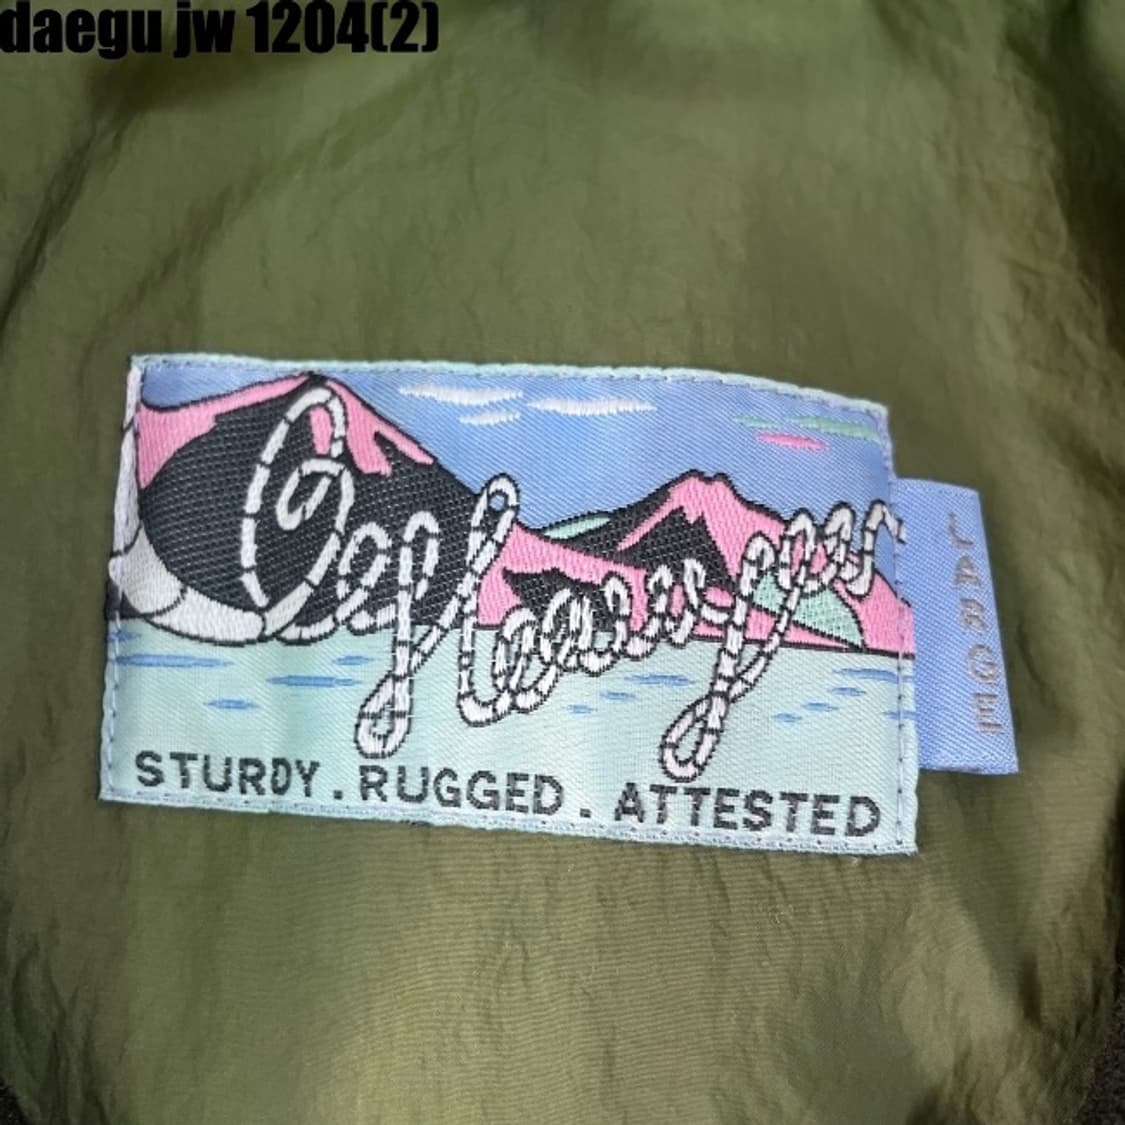 daegu jw 1204(2)
STURDY . RUGGED . ATTESTED
LARGE